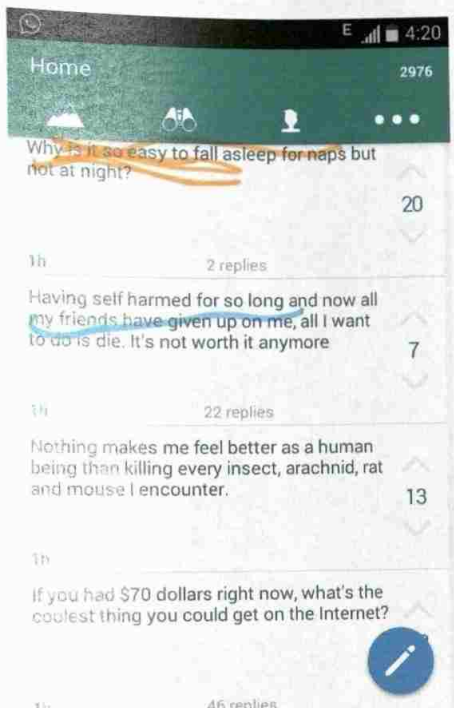 E 4:20
Home 2976
Why is it so easy to fall asleep for naps but
not at night?
20
1h 2 replies
Having self harmed for so long and now all
my friends have given up on me, all I want
to do is die. It's not worth it anymore
7
1h 22 replies
Nothing makes me feel better as a human
being than killing every insect, arachnid, rat
and mouse I encounter.
13
1h
If you had $70 dollars right now, what's the
coolest thing you could get on the Internet?
46 replies